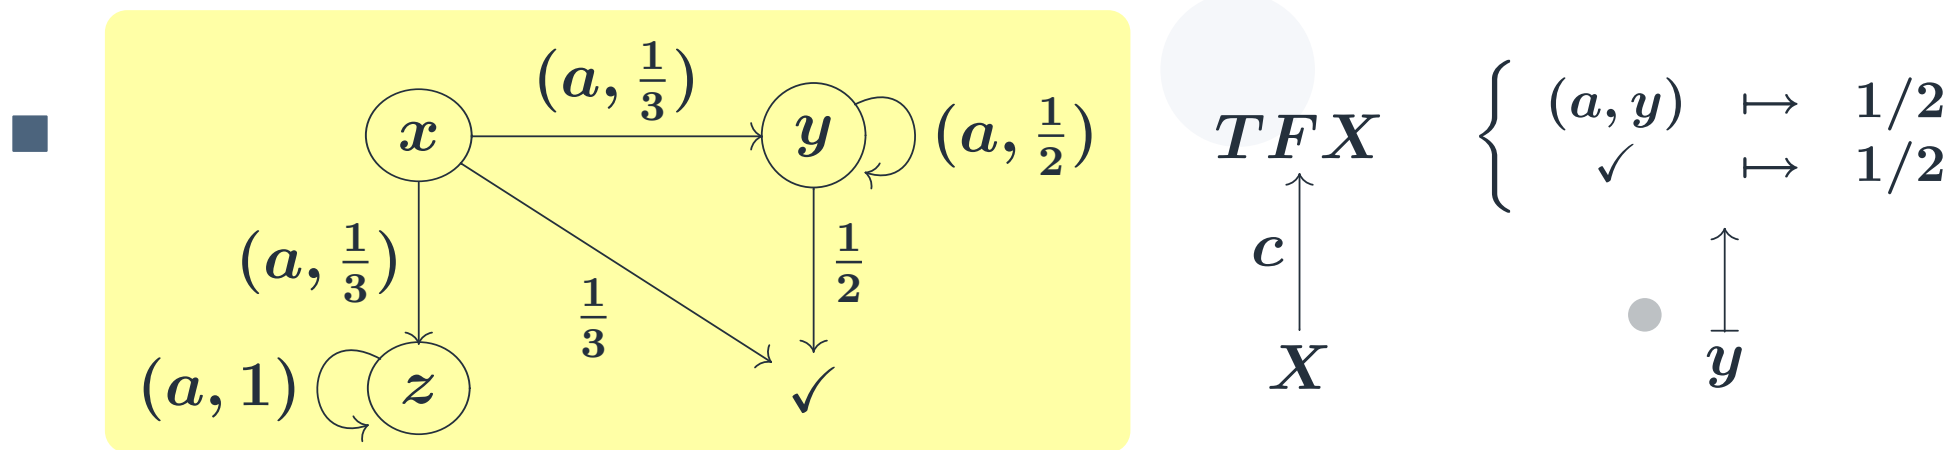 (a, 1/3)
x
y
(a, 1/2)
(a, 1/3)
1/3
1/2
(a, 1)
z
✓
TFX
c
X
{ (a, y) ↦ 1/2
✓ ↦ 1/2
y